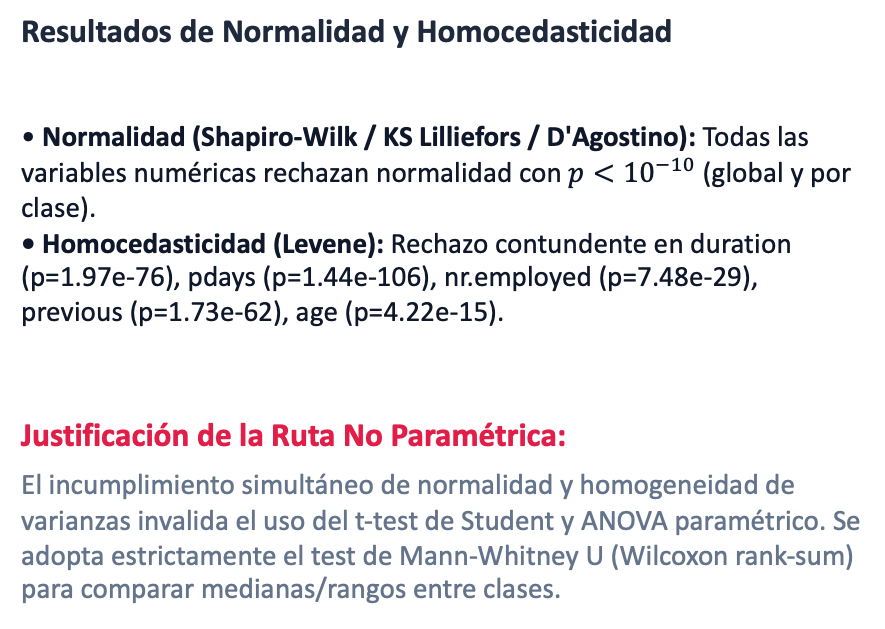 Resultados de Normalidad y Homocedasticidad
• Normalidad (Shapiro-Wilk / KS Lilliefors / D'Agostino): Todas las
variables numéricas rechazan normalidad con p < 10⁻¹⁰ (global y por
clase).
• Homocedasticidad (Levene): Rechazo contundente en duration
(p=1.97e-76), pdays (p=1.44e-106), nr.employed (p=7.48e-29),
previous (p=1.73e-62), age (p=4.22e-15).
Justificación de la Ruta No Paramétrica:
El incumplimiento simultáneo de normalidad y homogeneidad de
varianzas invalida el uso del t-test de Student y ANOVA paramétrico. Se
adopta estrictamente el test de Mann-Whitney U (Wilcoxon rank-sum)
para comparar medianas/rangos entre clases.